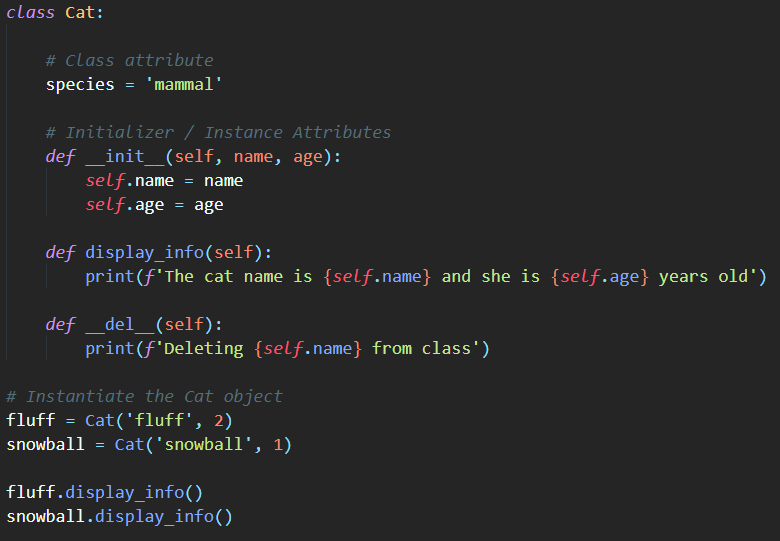 class Cat:
    # Class attribute
    species = 'mammal'
    # Initializer / Instance Attributes
    def __init__(self, name, age):
        self.name = name
        self.age = age
    def display_info(self):
        print(f'The cat name is {self.name} and she is {self.age} years old')
    def __del__(self):
        print(f'Deleting {self.name} from class')
# Instantiate the Cat object
fluff = Cat('fluff', 2)
snowball = Cat('snowball', 1)
fluff.display_info()
snowball.display_info()